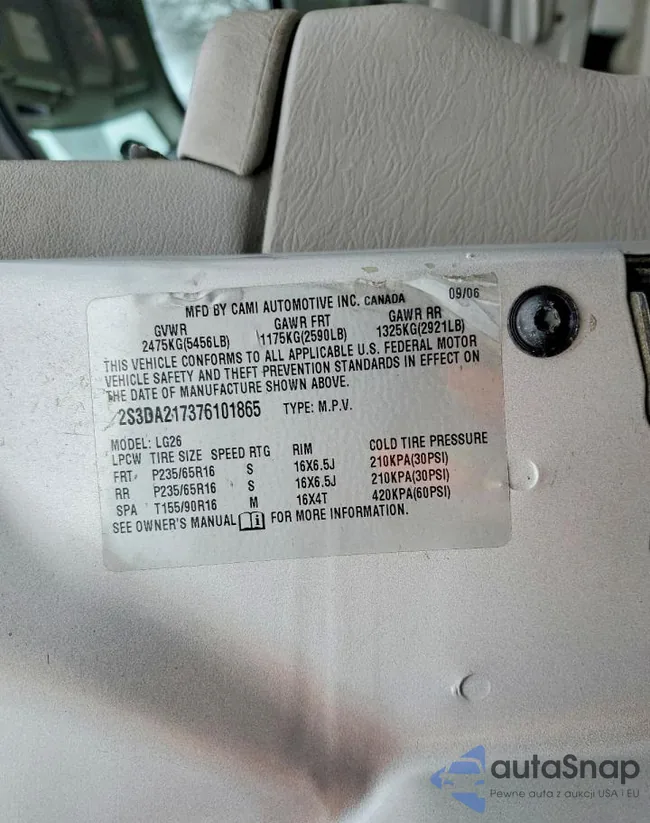 MFD BY CAMI AUTOMOTIVE INC. CANADA 09/06
GVWR GAWR FRT GAWR RR
2475KG(5456LB) 1175KG(2590LB) 1325KG(2921LB)
THIS VEHICLE CONFORMS TO ALL APPLICABLE U.S. FEDERAL MOTOR
VEHICLE SAFETY AND THEFT PREVENTION STANDARDS IN EFFECT ON
THE DATE OF MANUFACTURE SHOWN ABOVE.
2S3DA217376101865 TYPE: M.P.V.
MODEL: LG26
LPCW TIRE SIZE SPEED RTG RIM COLD TIRE PRESSURE
FRT P235/65R16 S 16X6.5J 210KPA(30PSI)
RR P235/65R16 S 16X6.5J 210KPA(30PSI)
SPA T155/90R16 M 16X4T 420KPA(60PSI)
SEE OWNER'S MANUAL FOR MORE INFORMATION.
autaSnap
Pewne auta z aukcji USA i EU